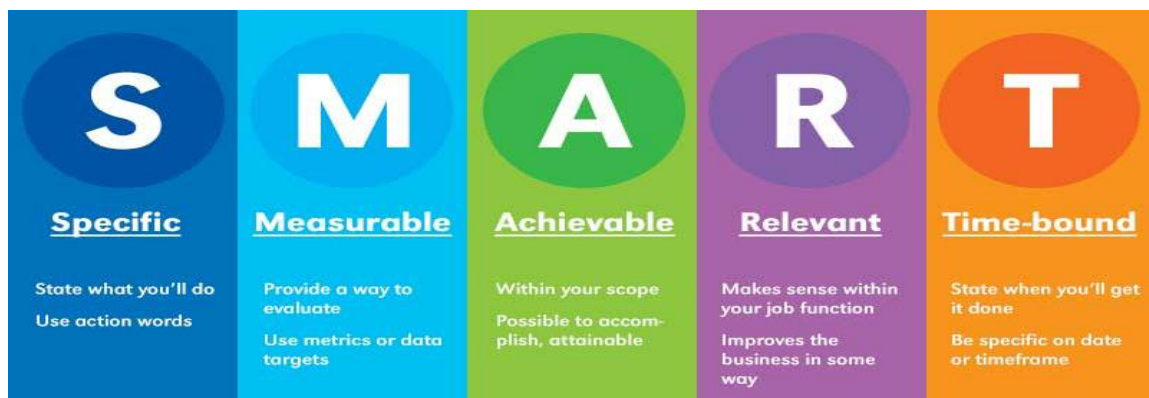 S
Specific
State what you'll do
Use action words
M
Measurable
Provide a way to
evaluate
Use metrics or data
targets
A
Achievable
Within your scope
Possible to accom-
plish, attainable
R
Relevant
Makes sense within
your job function
Improves the
business in some
way
T
Time-bound
State when you'll get
it done
Be specific on date
or timeframe